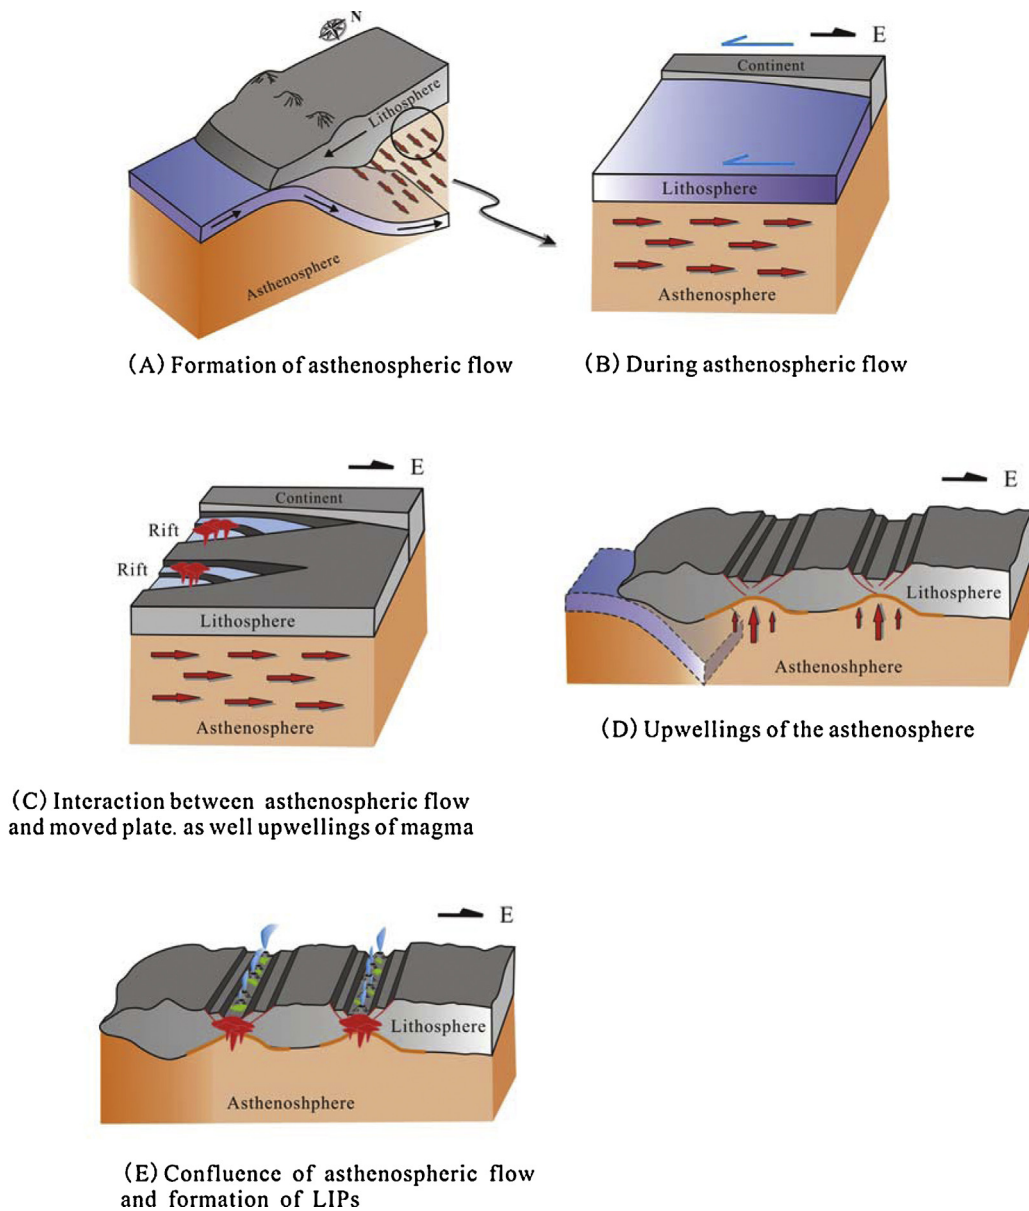 N
Lithosphere
Asthenosphere
(A) Formation of asthenospheric flow
E
Continent
Lithosphere
Asthenosphere
(B) During asthenospheric flow
E
Continent
Rift
Rift
Lithosphere
Asthenosphere
(C) Interaction between asthenospheric flow
and moved plate. as well upwellings of magma
E
Lithosphere
Asthenoshphere
(D) Upwellings of the asthenosphere
E
Lithosphere
Asthenoshphere
(E) Confluence of asthenospheric flow
and formation of LIPs